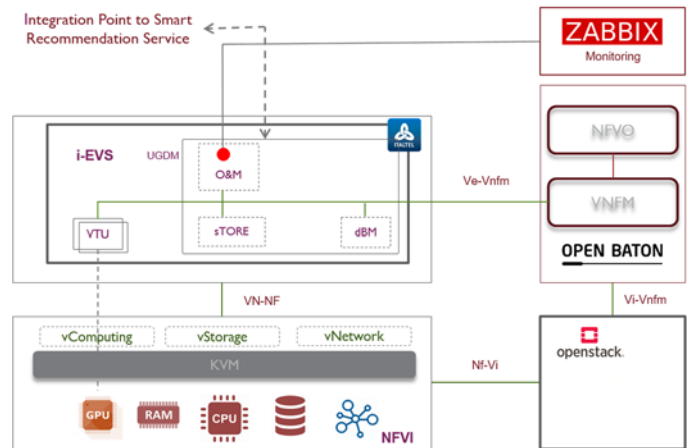 Integration Point to Smart
Recommendation Service
ZABBIX
Monitoring
i-EVS
UGDM
ITALTEL
O&M
NFVO
Ve-Vnfm
VNFM
VTU
sTORE
dBM
OPEN BATON
VN-NF
Vi-Vnfm
vComputing
vStorage
vNetwork
KVM
openstack.
Nf-Vi
GPU
RAM
CPU
NFVI